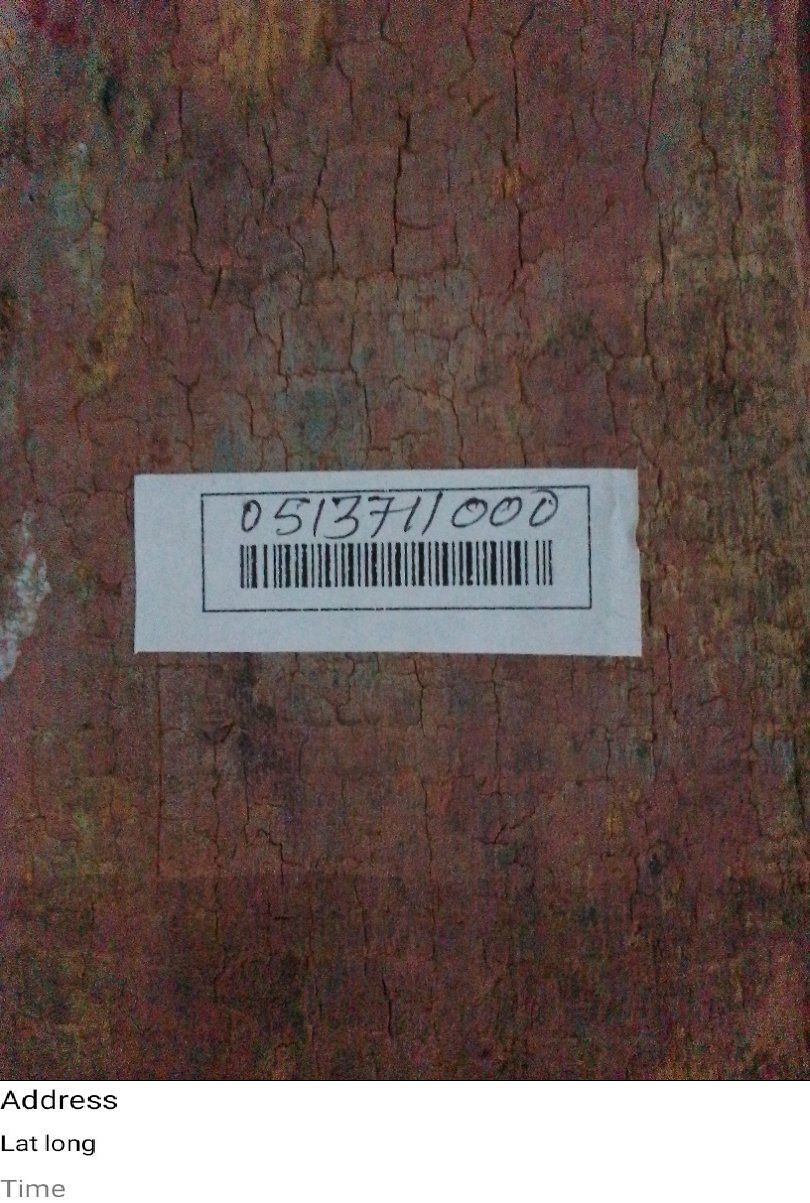 0513711000
Address
Lat long
Time